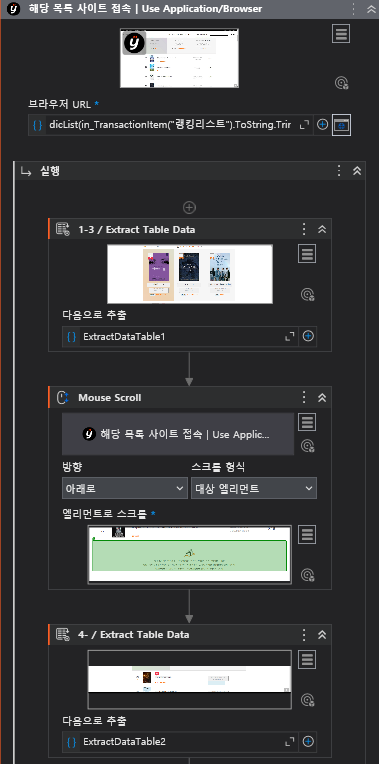 해당 목록 사이트 접속 | Use Application/Browser
브라우저 URL *
dicList(in_TransactionItem("랭킹리스트").ToString.Trir
실행
1-3 / Extract Table Data
다음으로 추출
ExtractDataTable1
Mouse Scroll
해당 목록 사이트 접속 | Use Applic...
방향
스크롤 형식
아래로
대상 엘리먼트
엘리먼트로 스크롤 *
4- / Extract Table Data
다음으로 추출
ExtractDataTable2